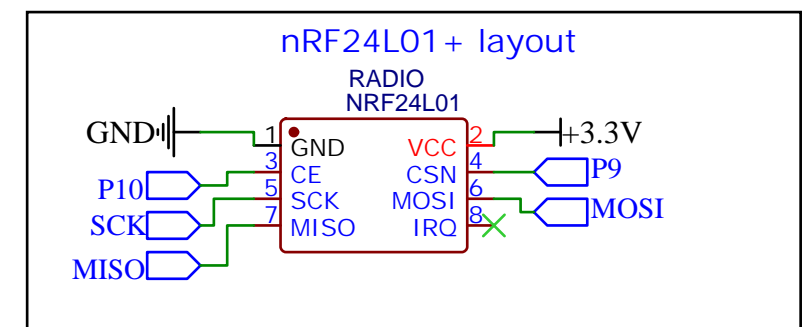 nRF24L01+ layout
RADIO
NRF24L01
GND 1 GND VCC 2 +3.3V
P10 3 CE CSN 4 P9
SCK 5 SCK MOSI 6 MOSI
MISO 7 MISO IRQ 8